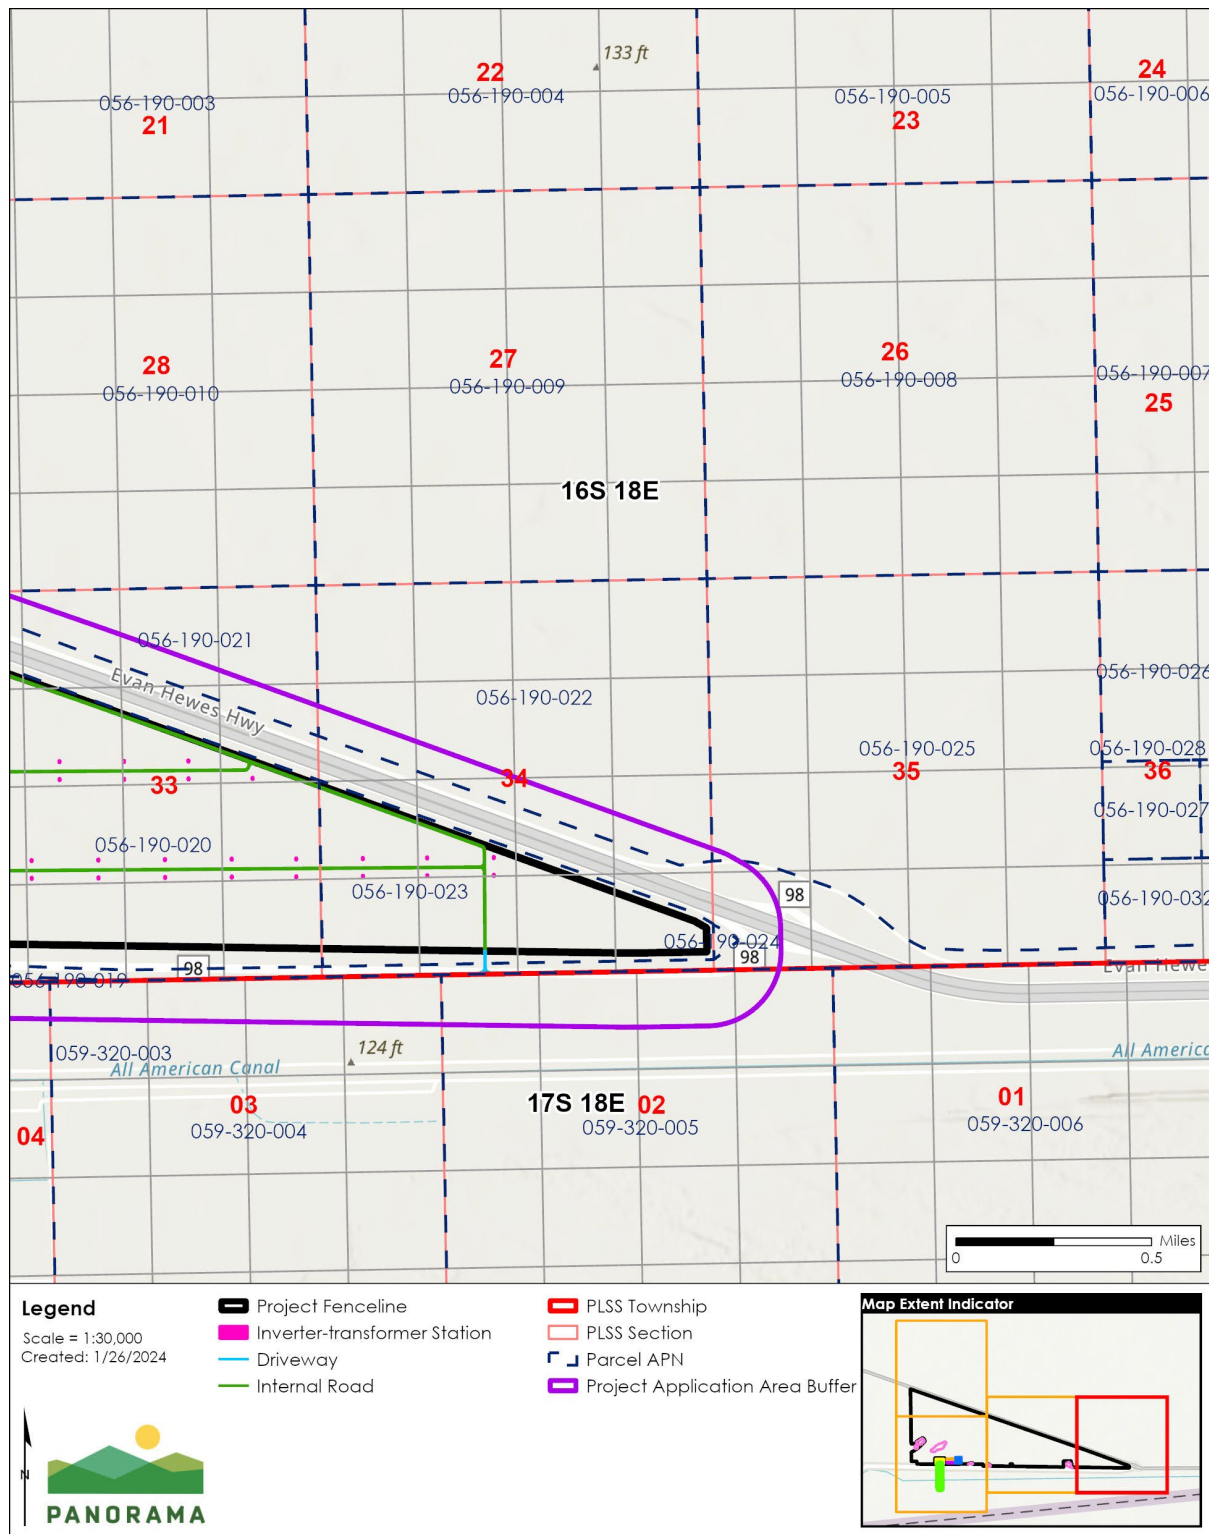 133 ft
22
24
056-190-003
056-190-004
056-190-005
056-190-006
21
23
28
27
26
056-190-010
056-190-009
056-190-008
056-190-007
25
16S 18E
056-190-021
Evan Hewes Hwy
056-190-022
056-190-026
056-190-025
056-190-028
33
34
35
36
056-190-027
056-190-020
056-190-023
98
056-190-032
056-190-024
98
98
056-190-019
Evan Hewe
059-320-003
124 ft
All American Canal
All America
03
17S 18E
02
01
04
059-320-004
059-320-005
059-320-006
Miles
0
0.5
Legend
Scale = 1:30,000
Created: 1/26/2024
Project Fenceline
Inverter-transformer Station
Driveway
Internal Road
PLSS Township
PLSS Section
Parcel APN
Project Application Area Buffer
Map Extent Indicator
N
PANORAMA